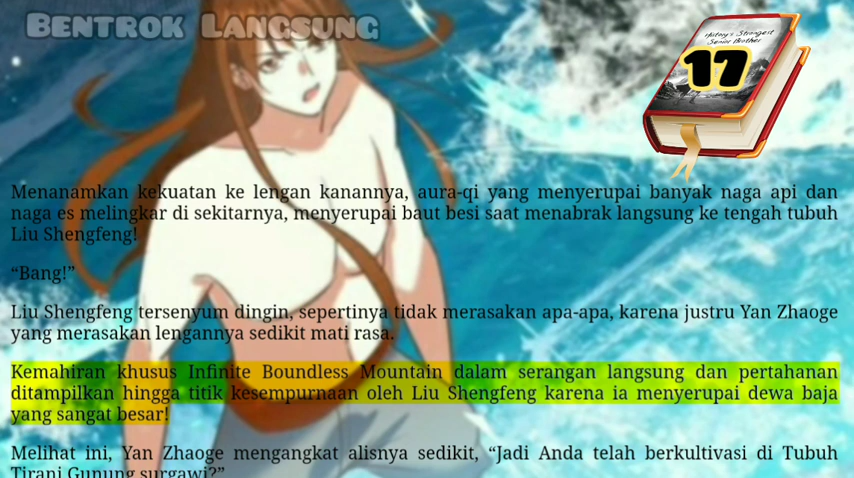 Bentrok Langsung
History's Strongest
Senior Brother
17
Menanamkan kekuatan ke lengan kanannya, aura-qi yang menyerupai banyak naga api dan
naga es melingkar di sekitarnya, menyerupai baut besi saat menabrak langsung ke tengah tubuh
Liu Shengfeng!
“Bang!”
Liu Shengfeng tersenyum dingin, sepertinya tidak merasakan apa-apa, karena justru Yan Zhaoge
yang merasakan lengannya sedikit mati rasa.
Kemahiran khusus Infinite Boundless Mountain dalam serangan langsung dan pertahanan
ditampilkan hingga titik kesempurnaan oleh Liu Shengfeng karena ia menyerupai dewa baja
yang sangat besar!
Melihat ini, Yan Zhaoge mengangkat alisnya sedikit, “Jadi Anda telah berkultivasi di Tubuh
Tirani Gunung surgawi?”